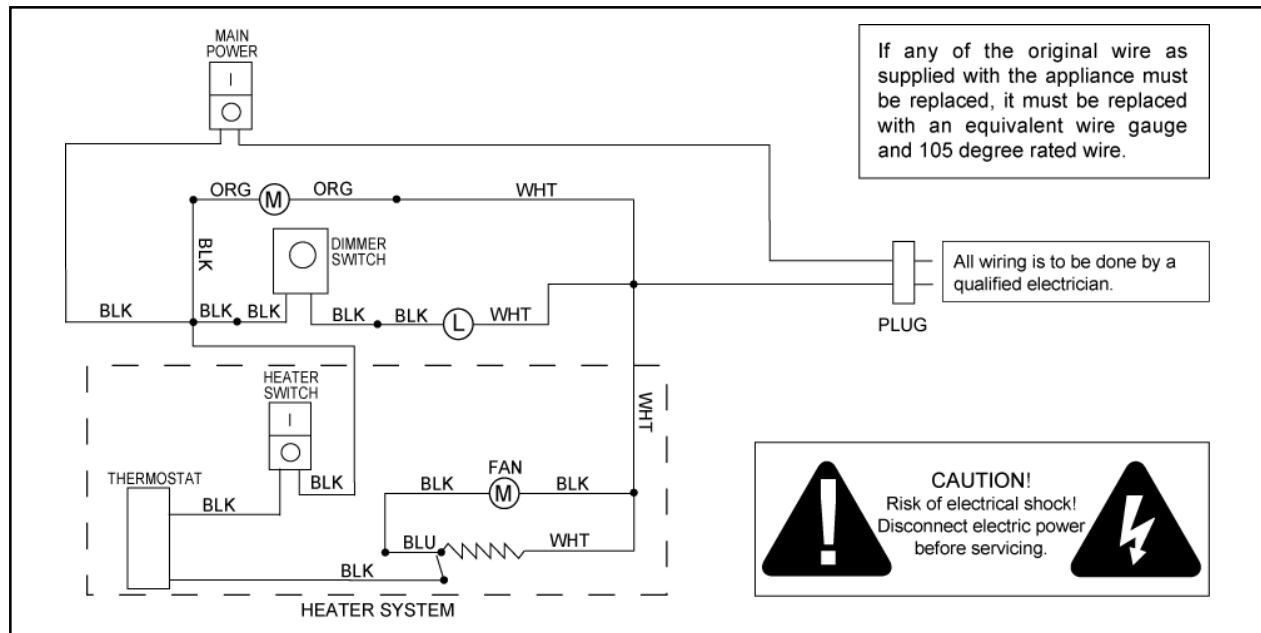 MAIN
POWER
I
If any of the original wire as
supplied with the appliance must
be replaced, it must be replaced
with an equivalent wire gauge
and 105 degree rated wire.
ORG
M
ORG
WHT
BLK
DIMMER
SWITCH
All wiring is to be done by a
qualified electrician.
BLK
BLK
BLK
BLK
BLK
L
WHT
PLUG
HEATER
SWITCH
I
WHT
THERMOSTAT
BLK
BLK
FAN
BLK
M
BLK
BLU
WHT
BLK
HEATER SYSTEM
CAUTION!
Risk of electrical shock!
Disconnect electric power
before servicing.